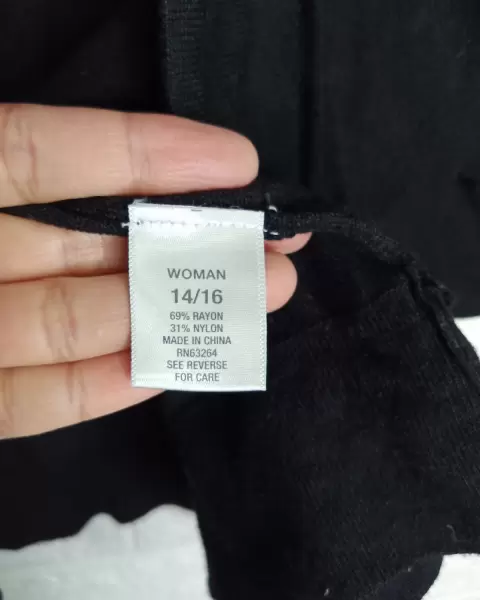 WOMAN
14/16
69% RAYON
31% NYLON
MADE IN CHINA
RN63264
SEE REVERSE
FOR CARE